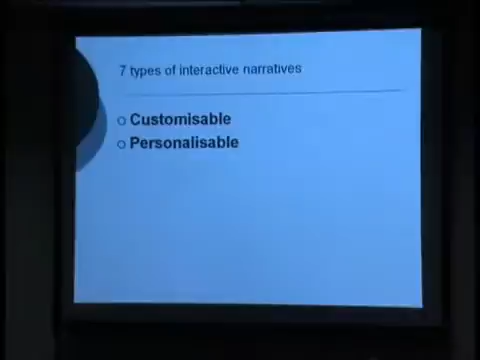 7 types of interactive narratives
Customisable
Personalisable